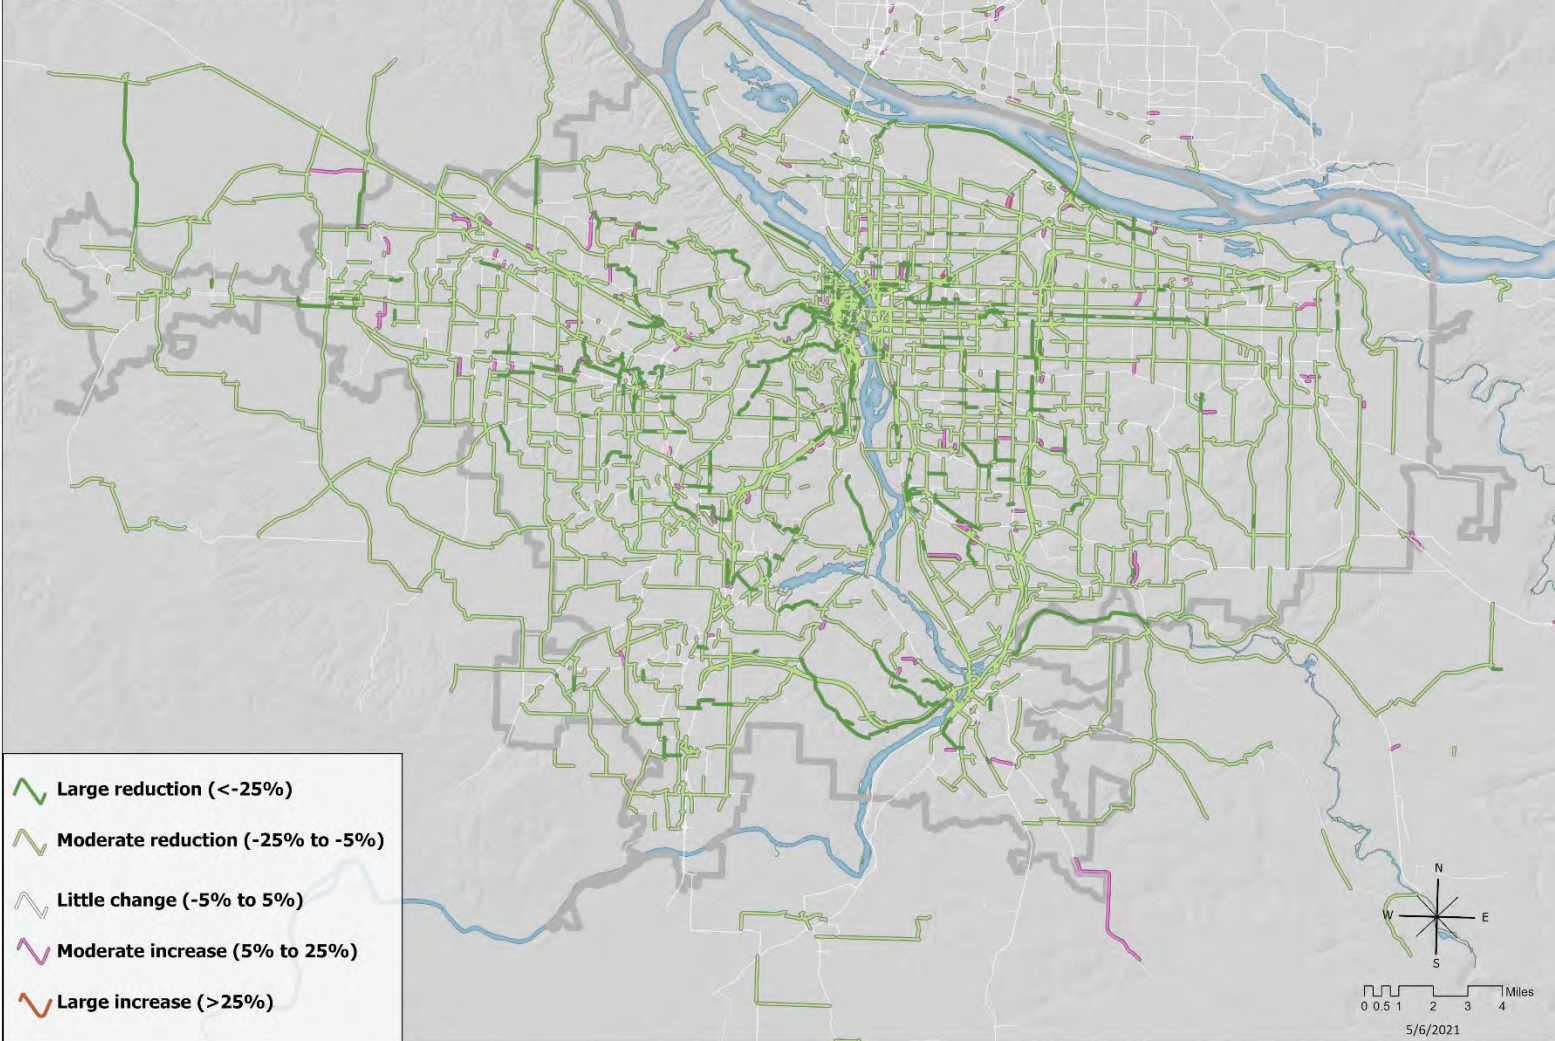 Large reduction (<-25%)
Moderate reduction (-25% to -5%)
Little change (-5% to 5%)
Moderate increase (5% to 25%)
Large increase (>25%)
N
W E
S
Miles
0 0.5 1 2 3 4
5/6/2021